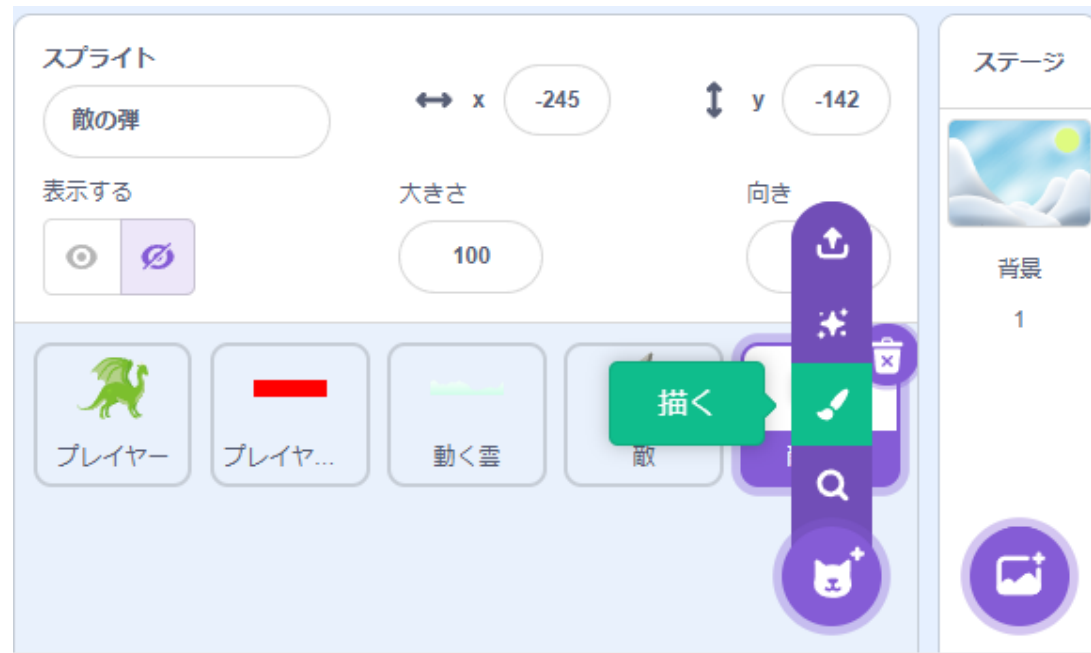 スプライト
敵の弾
x -245
y -142
表示する
大きさ
100
向き
プレイヤー
プレイヤ...
動く雲
敵
描く
ステージ
背景
1